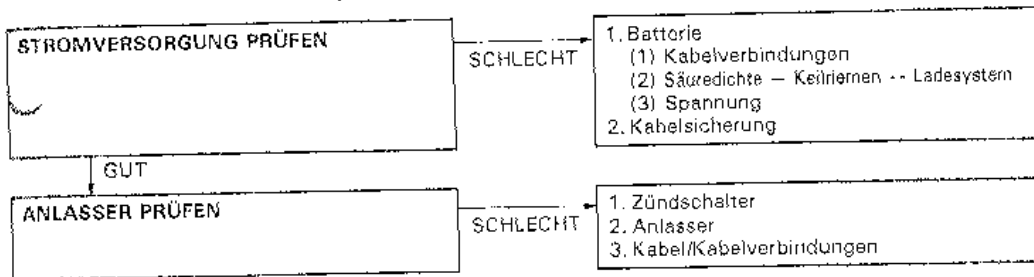 STROMVERSORGUNG PRÜFEN
SCHLECHT
1. Batterie
(1) Kabelverbindungen
(2) Säuredichte — Keilriemen -- Ladesystem
(3) Spannung
2. Kabelsicherung
GUT
ANLASSER PRÜFEN
SCHLECHT
1. Zündschalter
2. Anlasser
3. Kabel/Kabelverbindungen